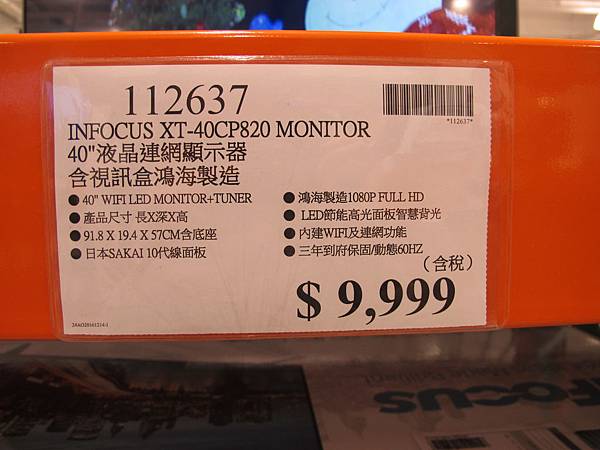 112637
*112637*
INFOCUS XT-40CP820 MONITOR
40"液晶連網顯示器
含視訊盒鴻海製造
● 40" WIFI LED MONITOR+TUNER
● 產品尺寸 長X深X高
● 91.8 X 19.4 X 57CM含底座
● 日本SAKAI 10代線面板
● 鴻海製造1080P FULL HD
● LED節能高光面板智慧背光
● 內建WIFI及連網功能
● 三年到府保固/動態60HZ
(含稅)
$ 9,999
Focus